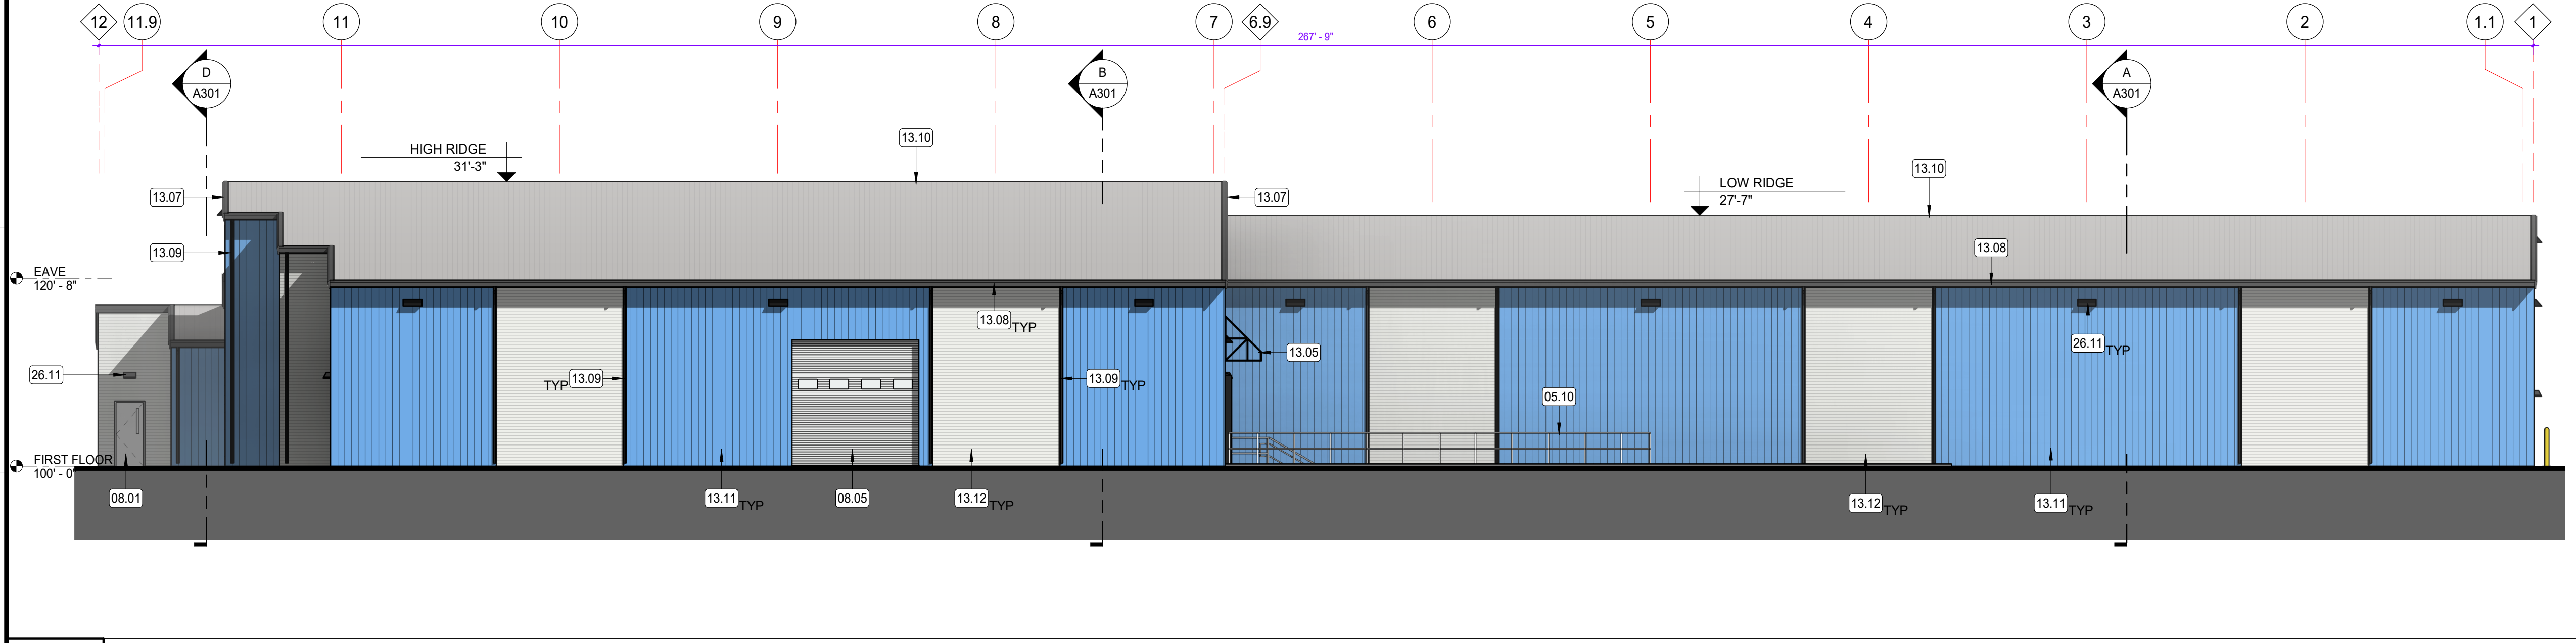 12 11.9 11 10 9 8 7 6.9 6 5 4 3 2 1.1 1
267' - 9"
D
A301
B
A301
A
A301
13.10
HIGH RIDGE
31'-3"
13.10
LOW RIDGE
27'-7"
13.07
13.07
13.09
13.08
EAVE
120' - 8"
13.08 TYP
26.11 TYP
13.05
26.11
TYP 13.09
13.09 TYP
05.10
FIRST FLOOR
100' - 0"
08.01
13.11 TYP
08.05
13.12 TYP
13.12 TYP
13.11 TYP